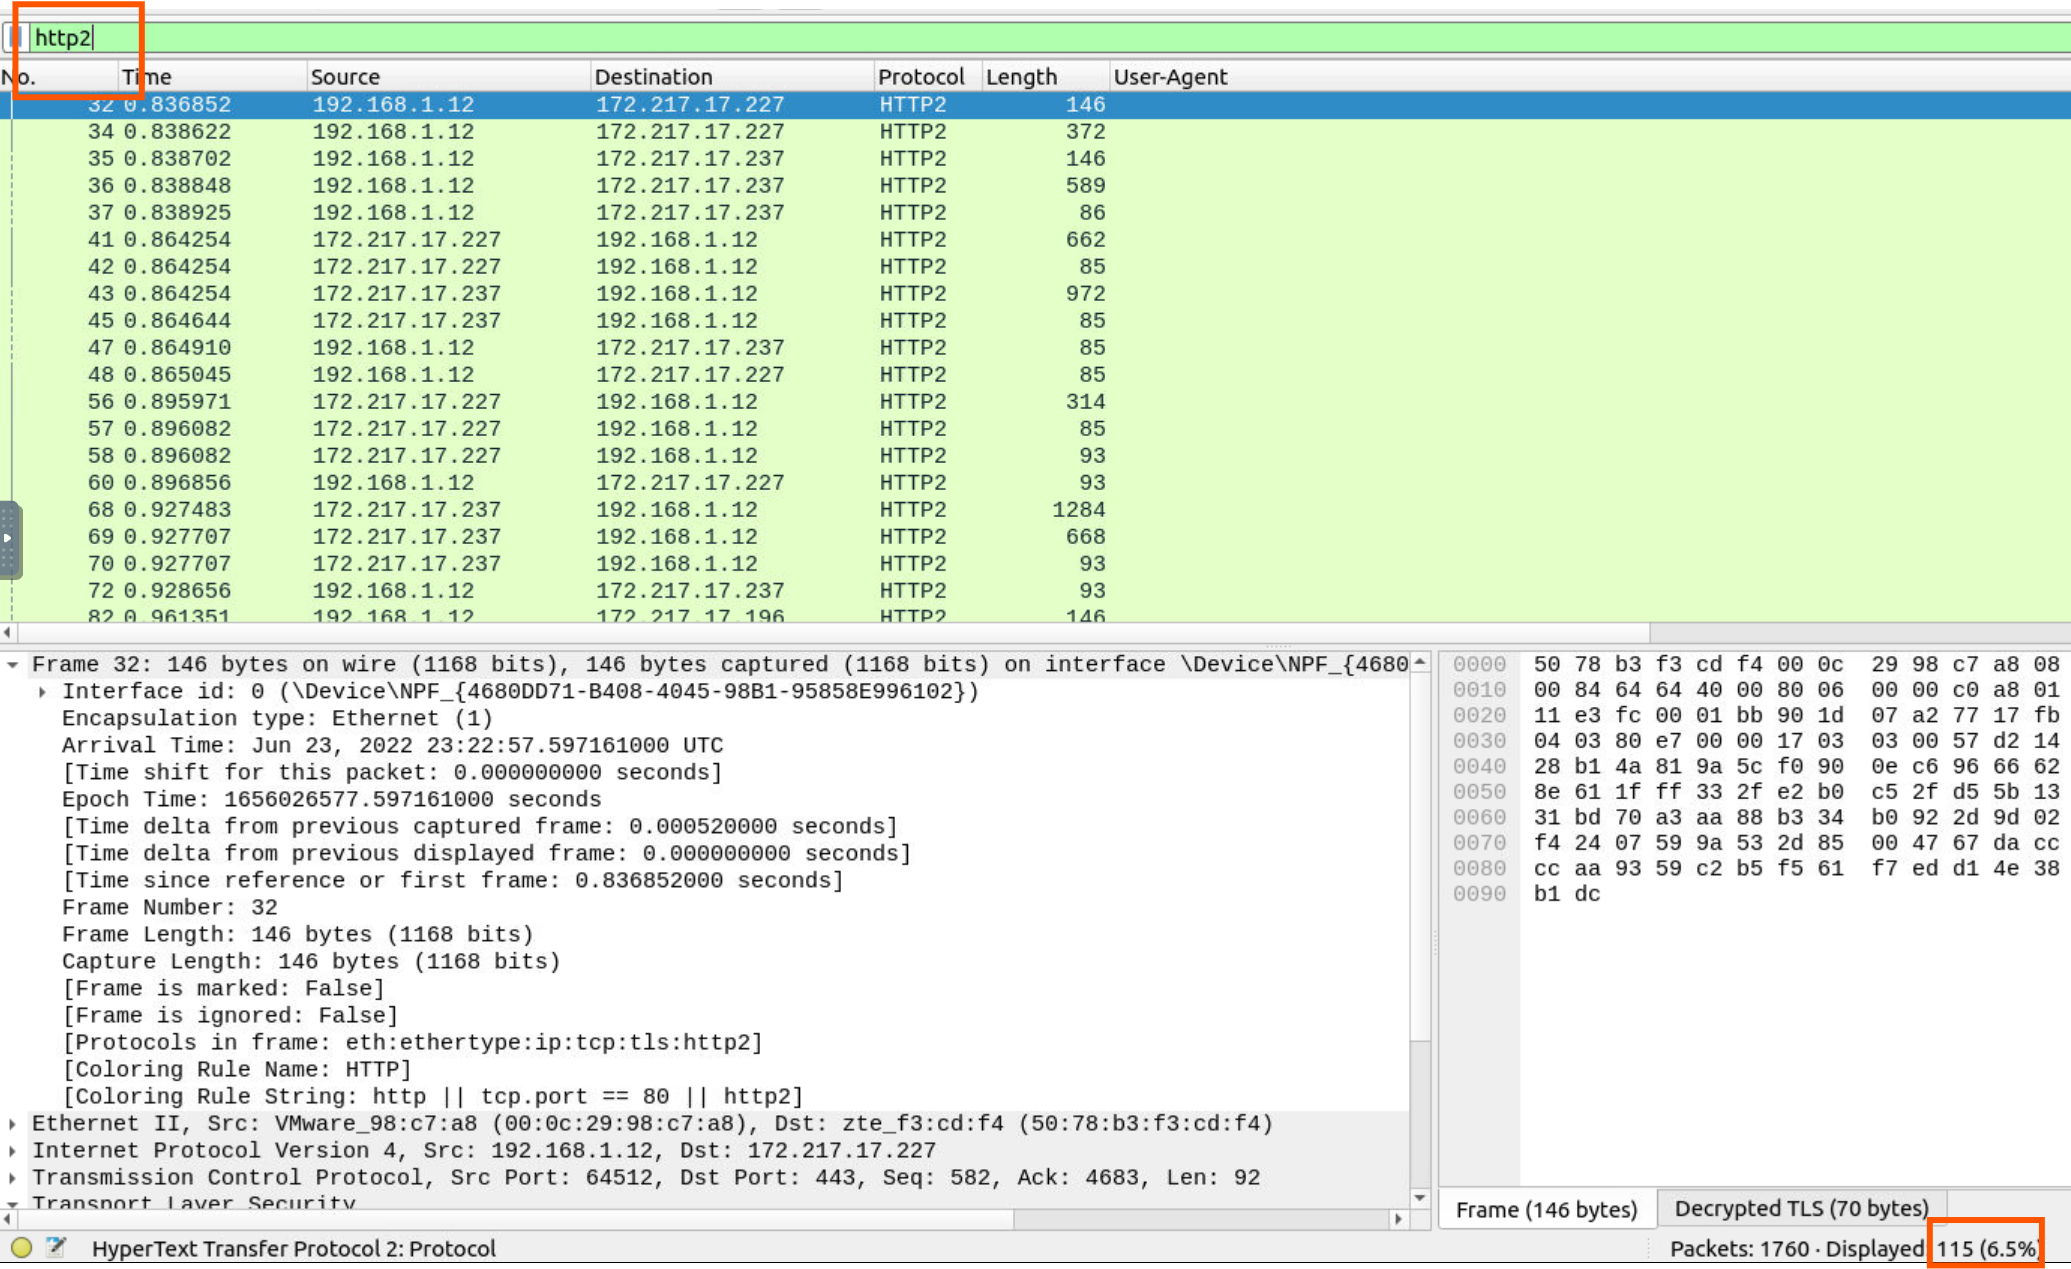 http2
No. Time Source Destination Protocol Length User-Agent
32 0.836852 192.168.1.12 172.217.17.227 HTTP2 146
34 0.838622 192.168.1.12 172.217.17.227 HTTP2 372
35 0.838702 192.168.1.12 172.217.17.237 HTTP2 146
36 0.838848 192.168.1.12 172.217.17.237 HTTP2 589
37 0.838925 192.168.1.12 172.217.17.237 HTTP2 86
41 0.864254 172.217.17.227 192.168.1.12 HTTP2 662
42 0.864254 172.217.17.227 192.168.1.12 HTTP2 85
43 0.864254 172.217.17.237 192.168.1.12 HTTP2 972
45 0.864644 172.217.17.237 192.168.1.12 HTTP2 85
47 0.864910 192.168.1.12 172.217.17.237 HTTP2 85
48 0.865045 192.168.1.12 172.217.17.227 HTTP2 85
56 0.895971 172.217.17.227 192.168.1.12 HTTP2 314
57 0.896082 172.217.17.227 192.168.1.12 HTTP2 85
58 0.896082 172.217.17.227 192.168.1.12 HTTP2 93
60 0.896856 192.168.1.12 172.217.17.227 HTTP2 93
68 0.927483 172.217.17.237 192.168.1.12 HTTP2 1284
69 0.927707 172.217.17.237 192.168.1.12 HTTP2 668
70 0.927707 172.217.17.237 192.168.1.12 HTTP2 93
72 0.928656 192.168.1.12 172.217.17.237 HTTP2 93
82 0.961351 192.168.1.12 172.217.17.196 HTTP2 146
Frame 32: 146 bytes on wire (1168 bits), 146 bytes captured (1168 bits) on interface \Device\NPF_{4680
Interface id: 0 (\Device\NPF_{4680DD71-B408-4045-98B1-95858E996102})
Encapsulation type: Ethernet (1)
Arrival Time: Jun 23, 2022 23:22:57.597161000 UTC
[Time shift for this packet: 0.000000000 seconds]
Epoch Time: 1656026577.597161000 seconds
[Time delta from previous captured frame: 0.000520000 seconds]
[Time delta from previous displayed frame: 0.000000000 seconds]
[Time since reference or first frame: 0.836852000 seconds]
Frame Number: 32
Frame Length: 146 bytes (1168 bits)
Capture Length: 146 bytes (1168 bits)
[Frame is marked: False]
[Frame is ignored: False]
[Protocols in frame: eth:ethertype:ip:tcp:tls:http2]
[Coloring Rule Name: HTTP]
[Coloring Rule String: http || tcp.port == 80 || http2]
Ethernet II, Src: VMware_98:c7:a8 (00:0c:29:98:c7:a8), Dst: zte_f3:cd:f4 (50:78:b3:f3:cd:f4)
Internet Protocol Version 4, Src: 192.168.1.12, Dst: 172.217.17.227
Transmission Control Protocol, Src Port: 64512, Dst Port: 443, Seq: 582, Ack: 4683, Len: 92
Transport Layer Security
0000 50 78 b3 f3 cd f4 00 0c 29 98 c7 a8 08
0010 00 84 64 64 40 00 80 06 00 00 c0 a8 01
0020 11 e3 fc 00 01 bb 90 1d 07 a2 77 17 fb
0030 04 03 80 e7 00 00 17 03 03 00 57 d2 14
0040 28 b1 4a 81 9a 5c f0 90 0e c6 96 66 62
0050 8e 61 1f ff 33 2f e2 b0 c5 2f d5 5b 13
0060 31 bd 70 a3 aa 88 b3 34 b0 92 2d 9d 02
0070 f4 24 07 59 9a 53 2d 85 00 47 67 da cc
0080 cc aa 93 59 c2 b5 f5 61 f7 ed d1 4e 38
0090 b1 dc
Frame (146 bytes) Decrypted TLS (70 bytes)
HyperText Transfer Protocol 2: Protocol
Packets: 1760 · Displayed: 115 (6.5%)